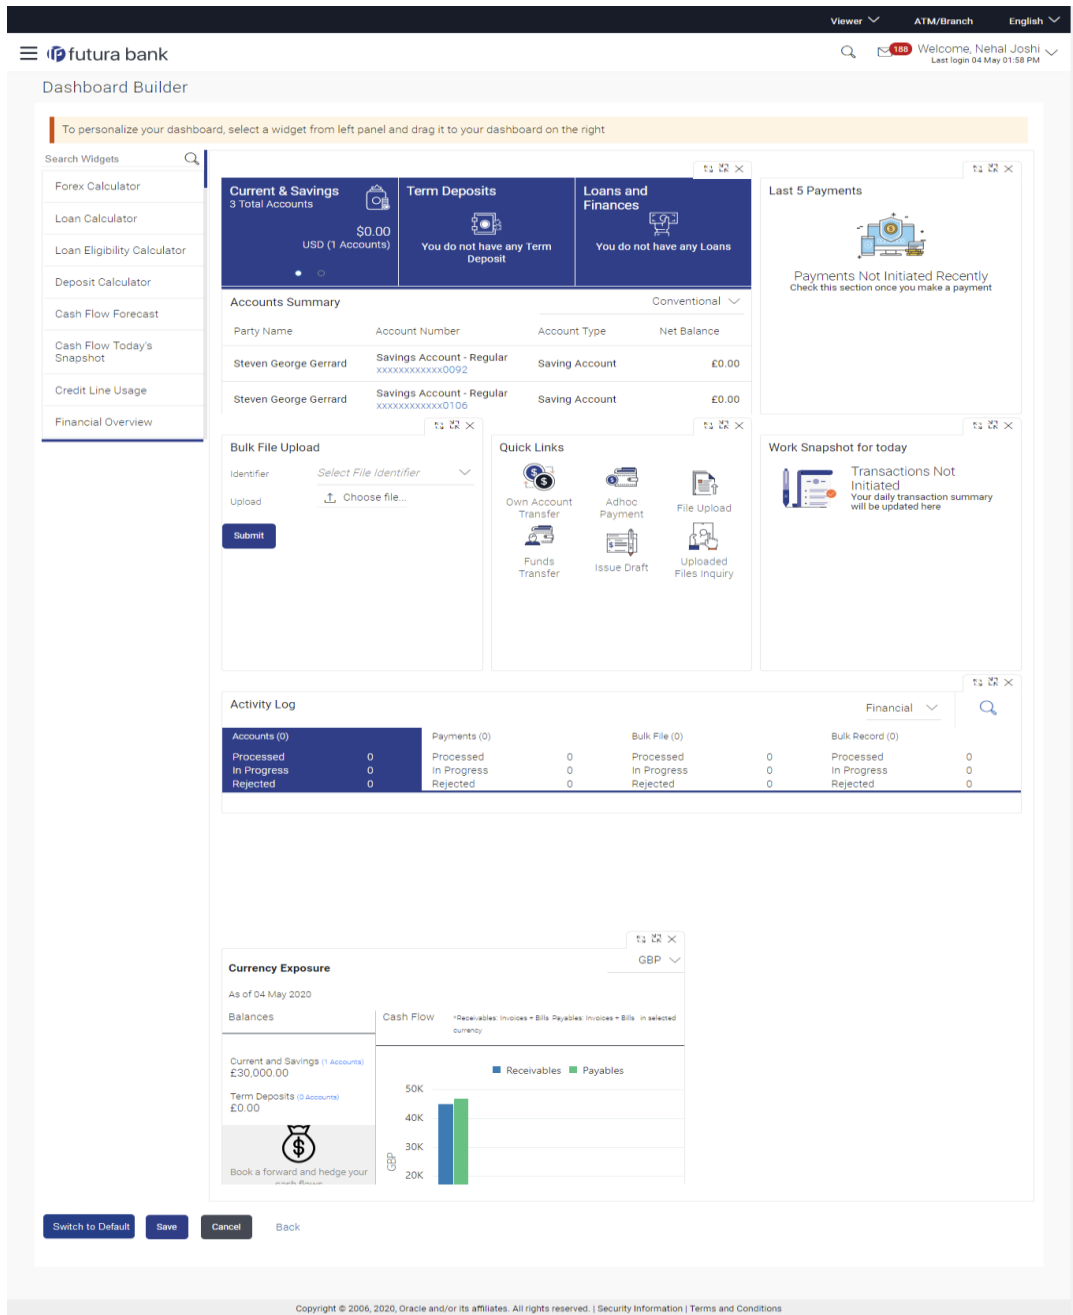 Viewer ATM/Branch English
futura bank
188 Welcome, Nehal Joshi
Last login 04 May 01:58 PM
Dashboard Builder
To personalize your dashboard, select a widget from left panel and drag it to your dashboard on the right
Search Widgets
Forex Calculator
Loan Calculator
Loan Eligibility Calculator
Deposit Calculator
Cash Flow Forecast
Cash Flow Today's
Snapshot
Credit Line Usage
Financial Overview
Current & Savings
3 Total Accounts
$0.00
USD (1 Accounts)
Term Deposits
You do not have any Term
Deposit
Loans and
Finances
You do not have any Loans
Last 5 Payments
Payments Not Initiated Recently
Check this section once you make a payment
Accounts Summary Conventional
Party Name Account Number Account Type Net Balance
Steven George Gerrard Savings Account - Regular Saving Account £0.00
xxxxxxxxxxxx0092
Steven George Gerrard Savings Account - Regular Saving Account £0.00
xxxxxxxxxxxx0106
Bulk File Upload
Identifier Select File Identifier
Upload Choose file...
Submit
Quick Links
Own Account
Transfer
Adhoc
Payment
File Upload
Funds
Transfer
Issue Draft
Uploaded
Files Inquiry
Work Snapshot for today
Transactions Not
Initiated
Your daily transaction summary
will be updated here
Activity Log Financial
Accounts (0) Payments (0) Bulk File (0) Bulk Record (0)
Processed 0 Processed 0 Processed 0 Processed 0
In Progress 0 In Progress 0 In Progress 0 In Progress 0
Rejected 0 Rejected 0 Rejected 0 Rejected 0
GBP
Currency Exposure
As of 04 May 2020
Balances
Current and Savings (1 Accounts)
£30,000.00
Term Deposits (0 Accounts)
£0.00
Book a forward and hedge your
cash flows
Cash Flow *Receivables: Invoices + Bills Payables: Invoices + Bills in selected
currency
Receivables Payables
50K
40K
30K
20K
GBP
Switch to Default Save Cancel Back
Copyright © 2006, 2020, Oracle and/or its affiliates. All rights reserved. | Security Information | Terms and Conditions